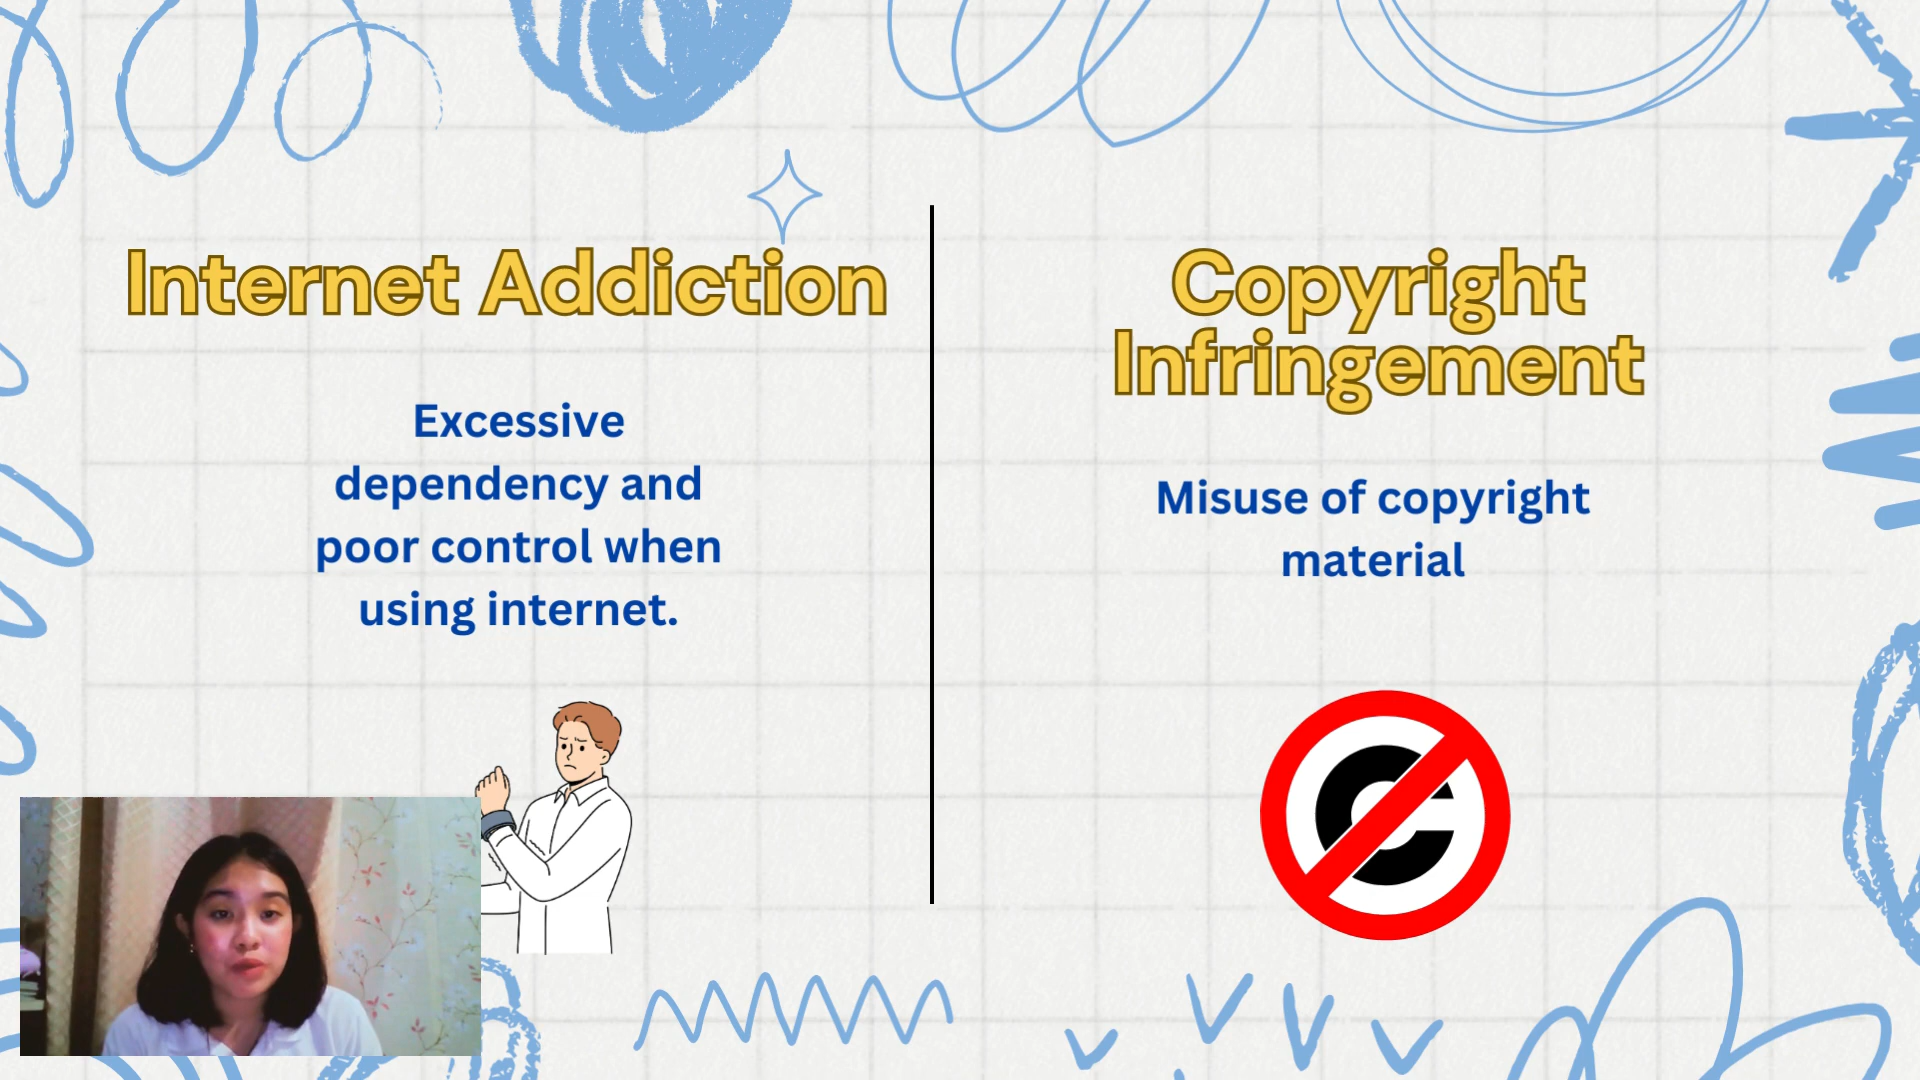 Internet Addiction
Excessive
dependency and
poor control when
using internet.
Copyright
Infringement
Misuse of copyright
material